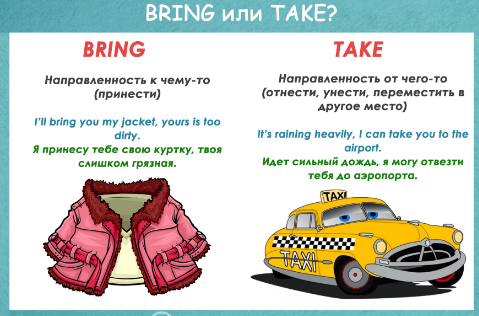 BRING или TAKE?
BRING
Направленность к чему-то
(принести)
I'll bring you my jacket, yours is too
dirty.
Я принесу тебе свою куртку, твоя
слишком грязная.
TAKE
Направленность от чего-то
(отнести, унести, переместить в
другое место)
It's raining heavily, I can take you to the
airport.
Идет сильный дождь, я могу отвезти
тебя до аэропорта.
TAXI
TAXI